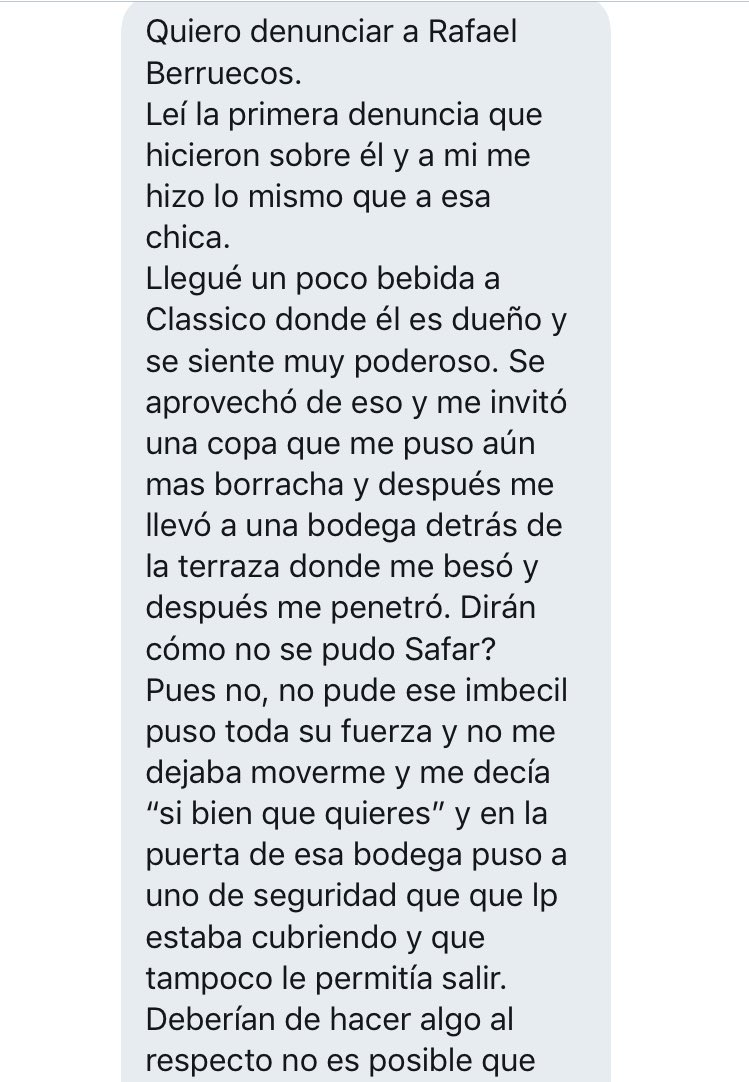 Quiero denunciar a Rafael
Berruecos.
Leí la primera denuncia que
hicieron sobre él y a mi me
hizo lo mismo que a esa
chica.
Llegué un poco bebida a
Classico donde él es dueño y
se siente muy poderoso. Se
aprovechó de eso y me invitó
una copa que me puso aún
mas borracha y después me
llevó a una bodega detrás de
la terraza donde me besó y
después me penetró. Dirán
cómo no se pudo Safar?
Pues no, no pude ese imbecil
puso toda su fuerza y no me
dejaba moverme y me decía
“si bien que quieres” y en la
puerta de esa bodega puso a
uno de seguridad que que lp
estaba cubriendo y que
tampoco le permitía salir.
Deberían de hacer algo al
respecto no es posible que